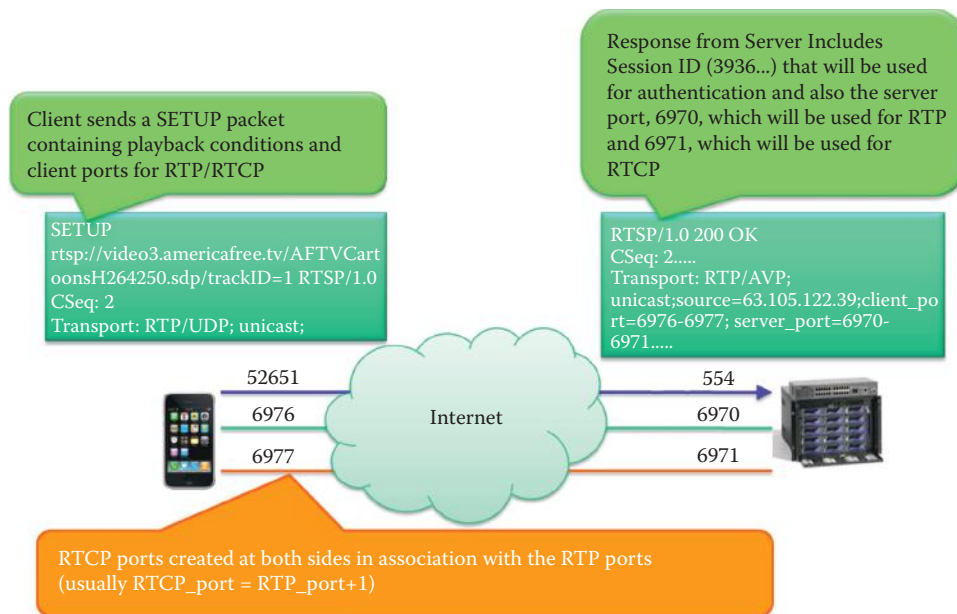 Response from Server Includes
Session ID (3936...) that will be used
for authentication and also the server
port, 6970, which will be used for RTP
and 6971, which will be used for
RTCP
Client sends a SETUP packet
containing playback conditions and
client ports for RTP/RTCP
SETUP
rtsp://video3.americafree.tv/AFTVCart
oonsH264250.sdp/trackID=1 RTSP/1.0
CSeq: 2
Transport: RTP/UDP; unicast;
RTSP/1.0 200 OK
CSeq: 2.....
Transport: RTP/AVP;
unicast;source=63.105.122.39;client_po
rt=6976-6977; server_port=6970-
6971.....
52651
554
6976
Internet
6970
6977
6971
RTCP ports created at both sides in association with the RTP ports
(usually RTCP_port = RTP_port+1)